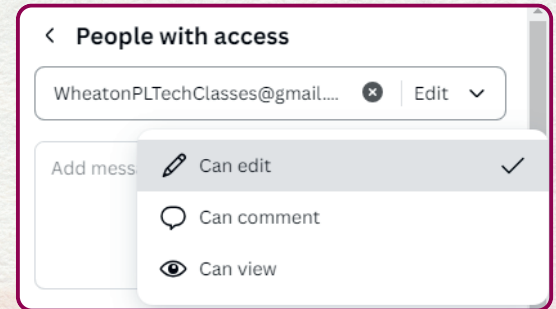 People with access
WheatonPLTechClasses@gmail.... Edit
Add mess
Can edit
Can comment
Can view